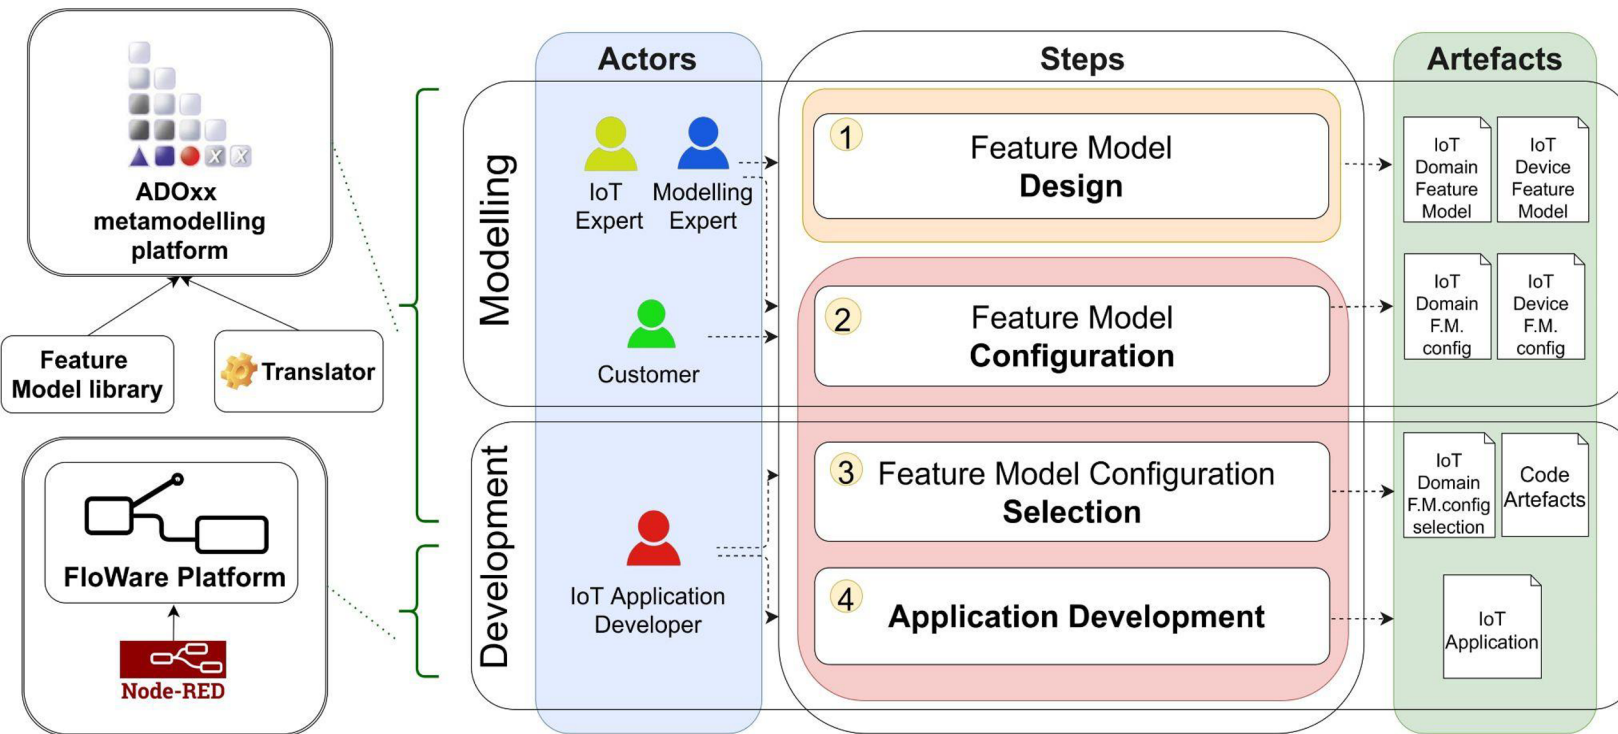 Actors
Steps
Artefacts
ADOxx
metamodelling
platform
X X
Feature
Model library
Translator
FloWare Platform
Node-RED
Modelling
IoT
Expert
Modelling
Expert
Customer
1
Feature Model
Design
2
Feature Model
Configuration
IoT
Domain
Feature
Model
IoT
Device
Feature
Model
IoT
Domain
F.M.
config
IoT
Device
F.M.
config
Development
IoT Application
Developer
3
Feature Model Configuration
Selection
4
Application Development
IoT
Domain
F.M.config
selection
Code
Artefacts
IoT
Application